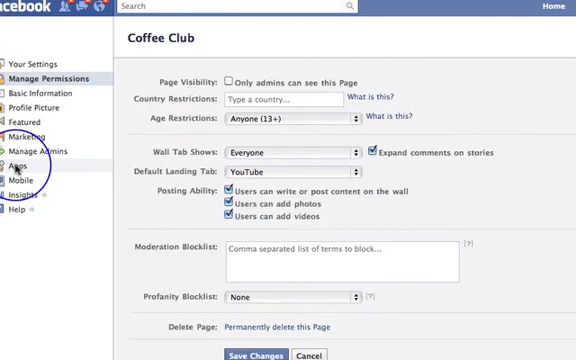 facebook
Search
Home
Coffee Club
Your Settings
Manage Permissions
Basic Information
Profile Picture
Featured
Marketing
Manage Admins
Apps
Mobile
Insights
Help
Page Visibility: Only admins can see this Page
Country Restrictions: Type a country... What is this?
Age Restrictions: Anyone (13+) What is this?
Wall Tab Shows: Everyone Expand comments on stories
Default Landing Tab: YouTube
Posting Ability: Users can write or post content on the wall
Users can add photos
Users can add videos
Moderation Blocklist: Comma separated list of terms to block... [?]
Profanity Blocklist: None [?]
Delete Page: Permanently delete this Page
Save Changes Cancel